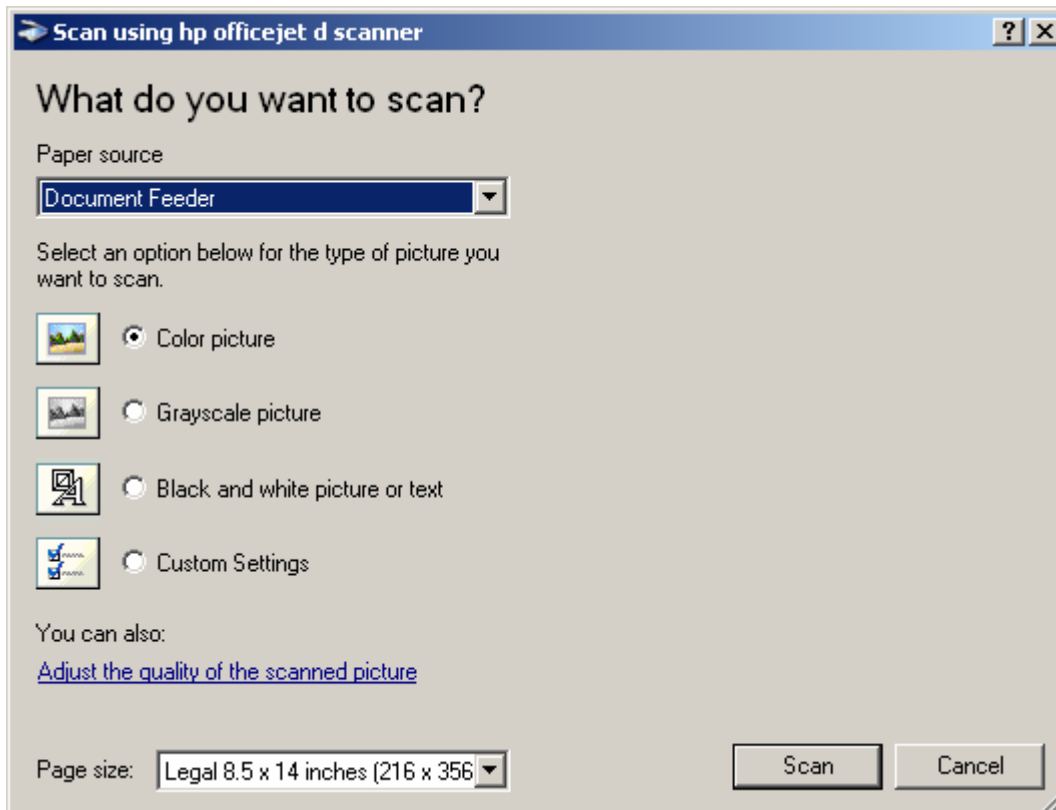 Scan using hp officejet d scanner
What do you want to scan?
Paper source
Document Feeder
Select an option below for the type of picture you
want to scan.
Color picture
Grayscale picture
Black and white picture or text
Custom Settings
You can also:
Adjust the quality of the scanned picture
Page size: Legal 8.5 x 14 inches (216 x 356
Scan Cancel